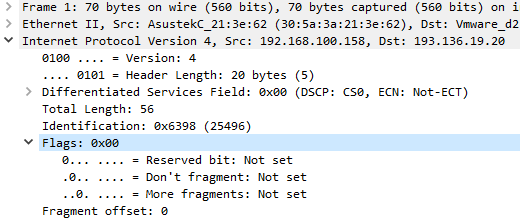 Frame 1: 70 bytes on wire (560 bits), 70 bytes captured (560 bits) on i
Ethernet II, Src: AsustekC_21:3e:62 (30:5a:3a:21:3e:62), Dst: Vmware_d2
Internet Protocol Version 4, Src: 192.168.100.158, Dst: 193.136.19.20
0100 .... = Version: 4
.... 0101 = Header Length: 20 bytes (5)
Differentiated Services Field: 0x00 (DSCP: CS0, ECN: Not-ECT)
Total Length: 56
Identification: 0x6398 (25496)
Flags: 0x00
0... .... = Reserved bit: Not set
.0.. .... = Don't fragment: Not set
..0. .... = More fragments: Not set
Fragment offset: 0